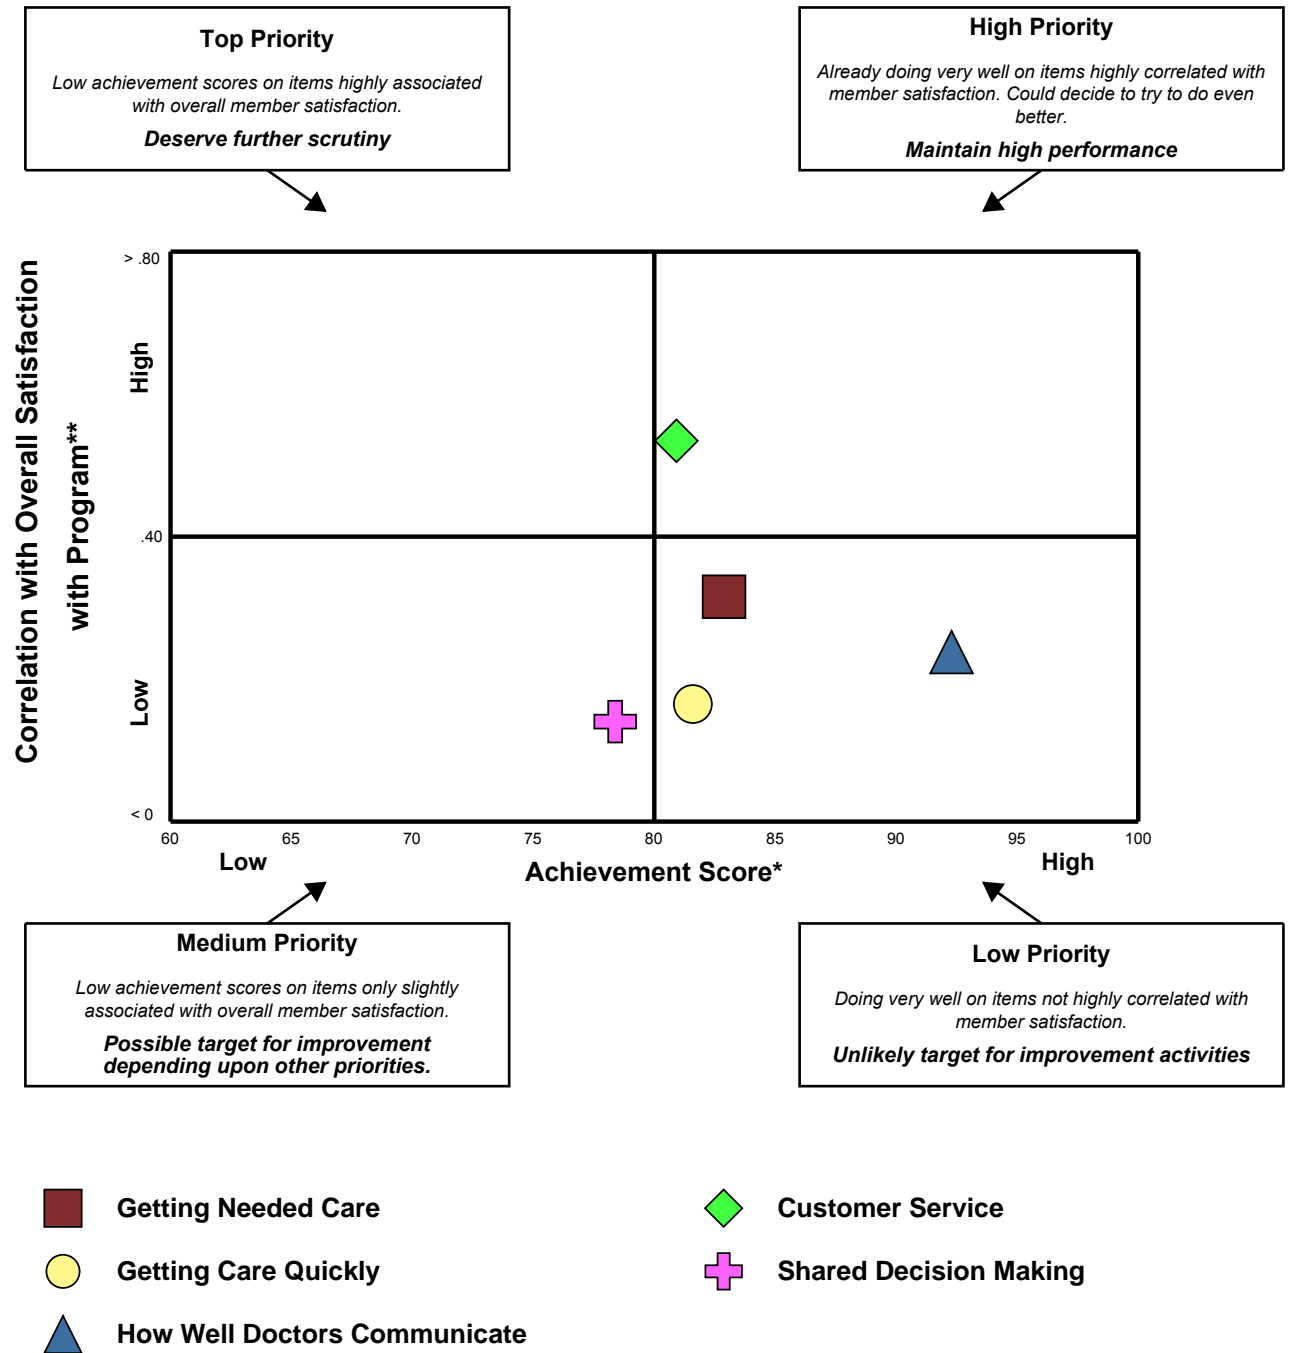 Top Priority
Low achievement scores on items highly associated
with overall member satisfaction.
Deserve further scrutiny
High Priority
Already doing very well on items highly correlated with
member satisfaction. Could decide to try to do even
better.
Maintain high performance
Correlation with Overall Satisfaction
with Program**
> .80
High
.40
Low
< 0
60 65 70 75 80 85 90 95 100
Low
Achievement Score*
High
Medium Priority
Low achievement scores on items only slightly
associated with overall member satisfaction.
Possible target for improvement
depending upon other priorities.
Low Priority
Doing very well on items not highly correlated with
member satisfaction.
Unlikely target for improvement activities
Getting Needed Care
Getting Care Quickly
How Well Doctors Communicate
Customer Service
Shared Decision Making